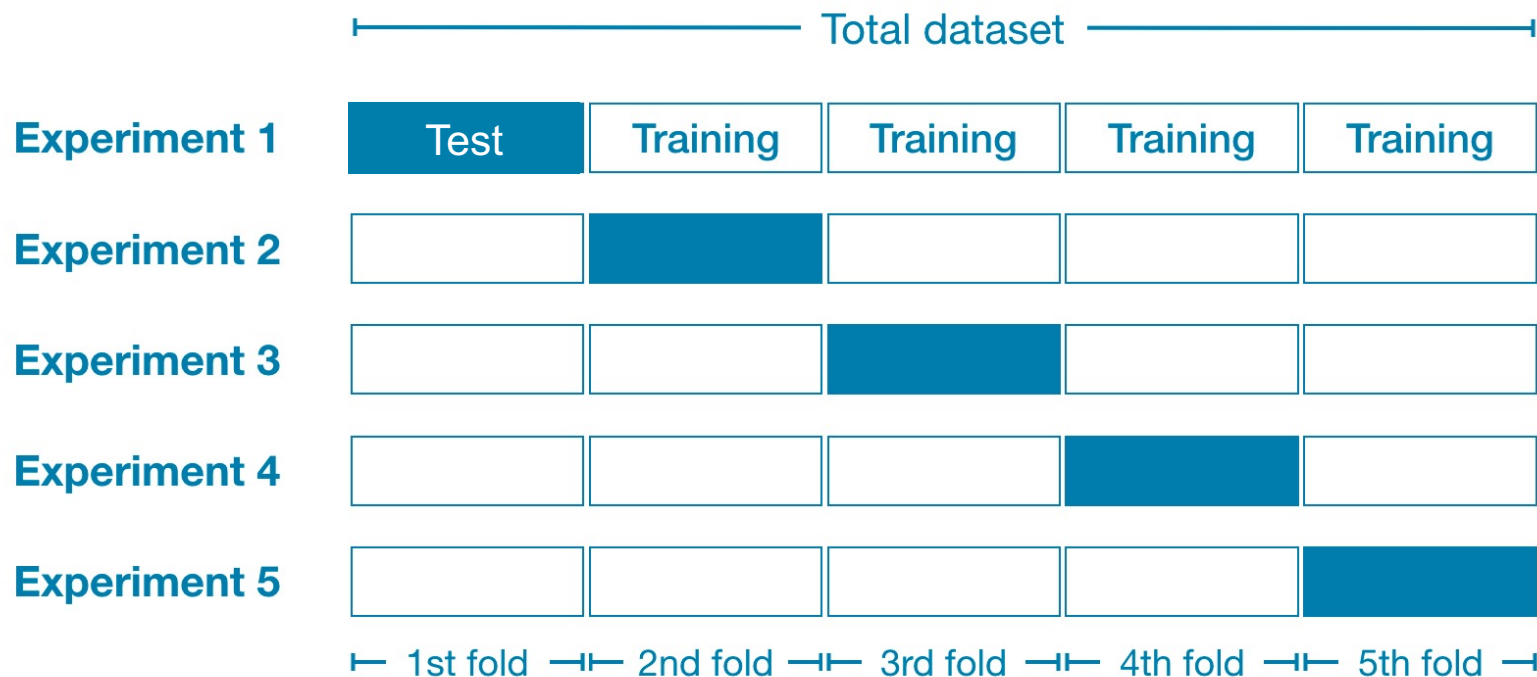 Total dataset
Experiment 1 Test Training Training Training Training
Experiment 2
Experiment 3
Experiment 4
Experiment 5
1st fold 2nd fold 3rd fold 4th fold 5th fold